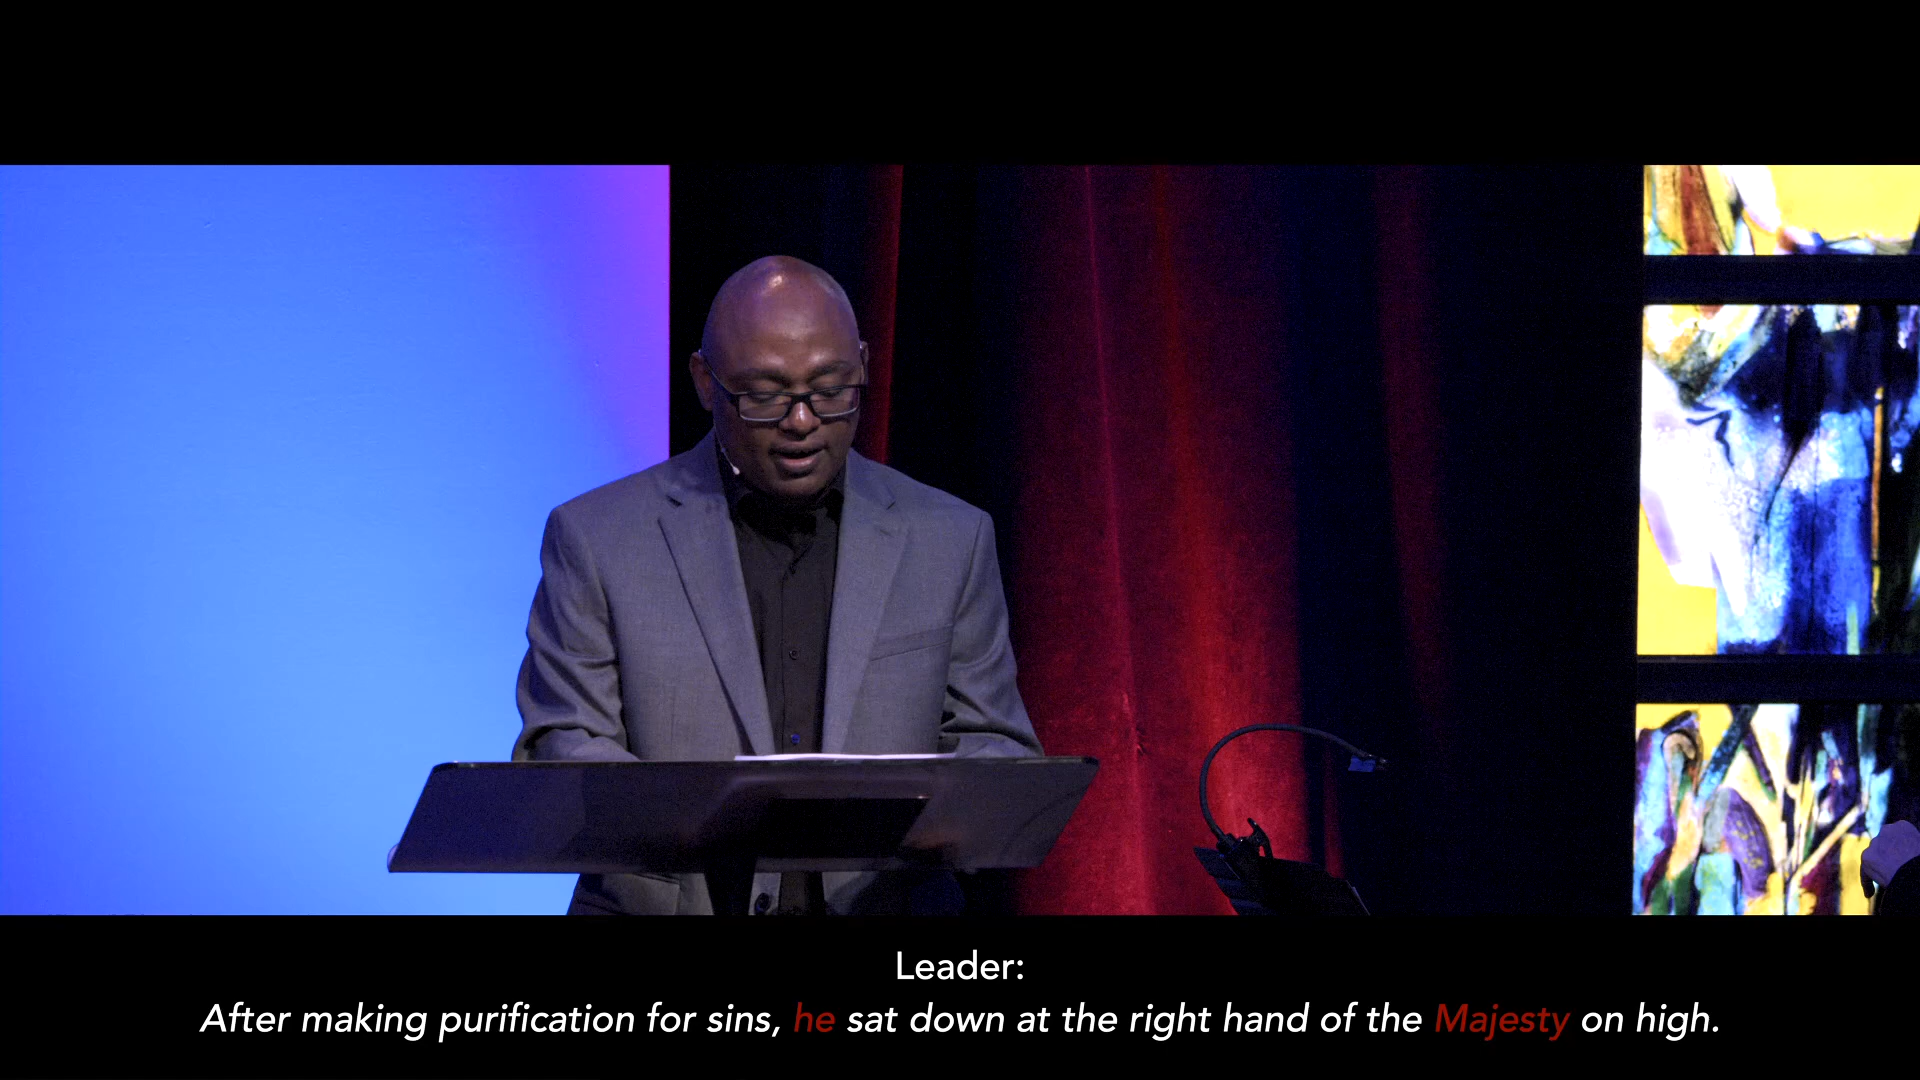 Leader:
After making purification for sins, he sat down at the right hand of the Majesty on high.